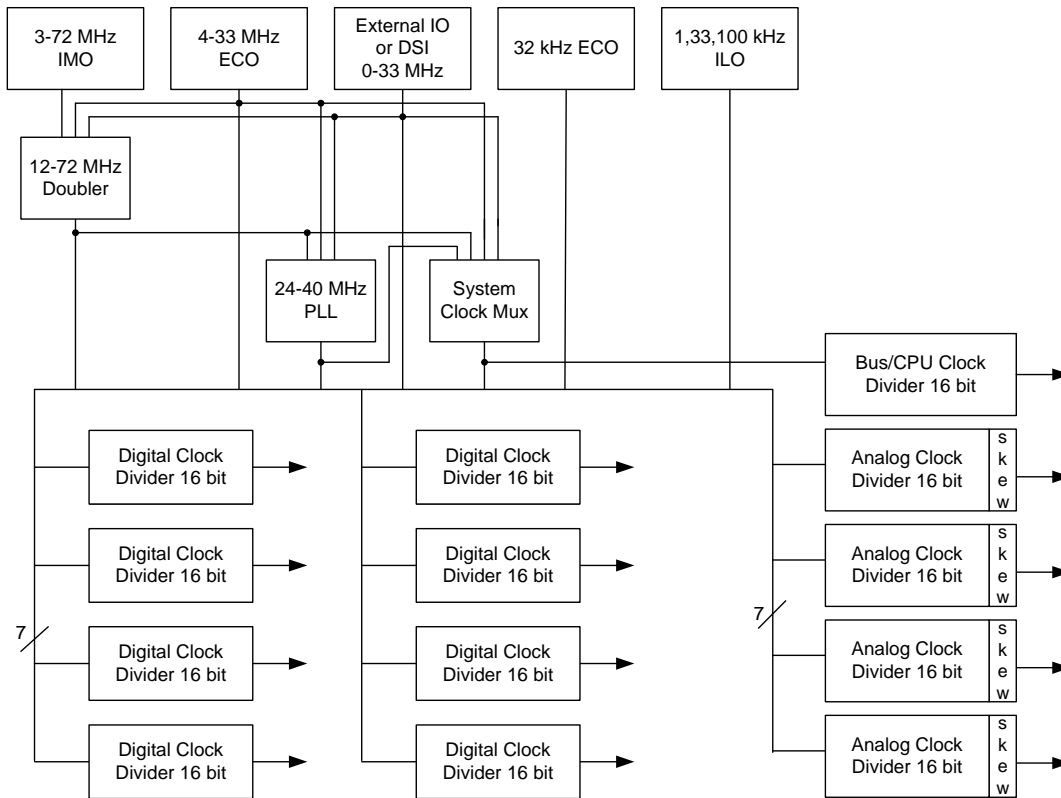 3-72 MHz
IMO
4-33 MHz
ECO
External IO
or DSI
0-33 MHz
32 kHz ECO
1,33,100 kHz
ILO
12-72 MHz
Doubler
24-40 MHz
PLL
System
Clock Mux
Bus/CPU Clock
Divider 16 bit
Digital Clock
Divider 16 bit
Digital Clock
Divider 16 bit
Analog Clock
Divider 16 bit
s
k
e
w
Digital Clock
Divider 16 bit
Digital Clock
Divider 16 bit
Analog Clock
Divider 16 bit
s
k
e
w
7
7
Digital Clock
Divider 16 bit
Digital Clock
Divider 16 bit
Analog Clock
Divider 16 bit
s
k
e
w
Digital Clock
Divider 16 bit
Digital Clock
Divider 16 bit
Analog Clock
Divider 16 bit
s
k
e
w